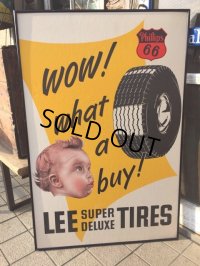 Phillips
66
WOW!
what
a
buy!
SOLD OUT
LEE SUPER DELUXE TIRES